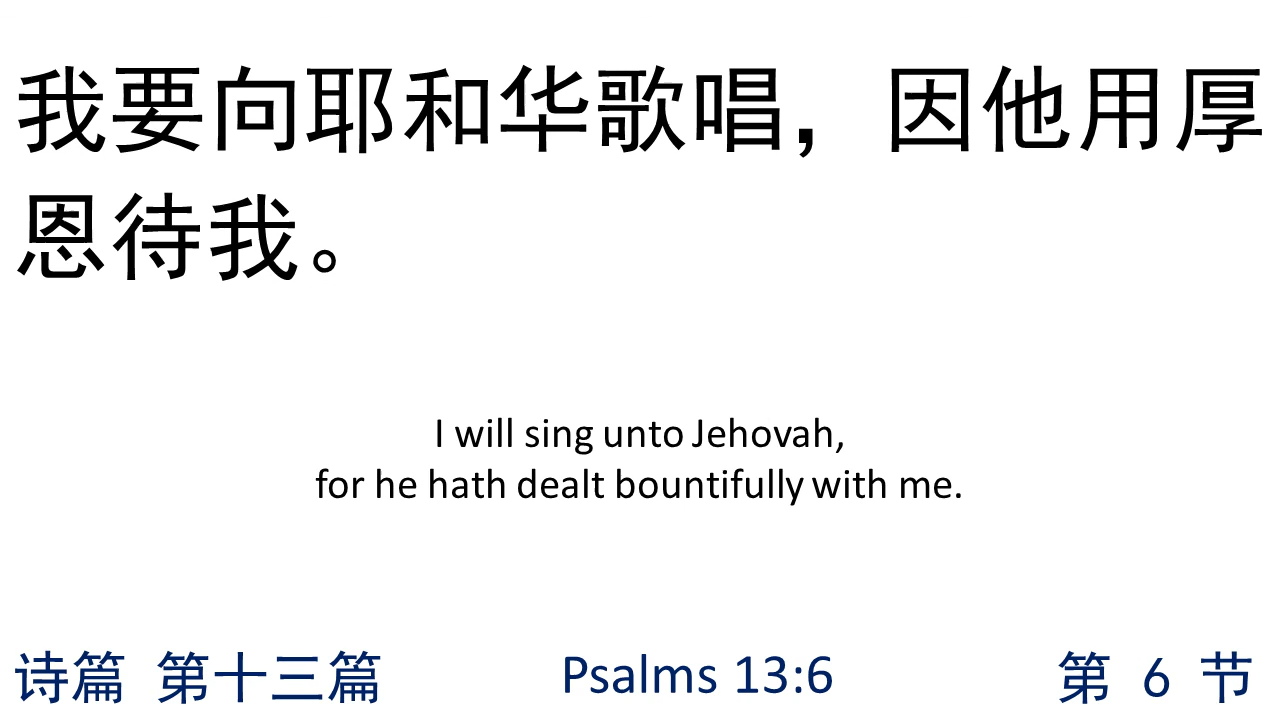 我要向耶和华歌唱，因他用厚
恩待我。
I will sing unto Jehovah,
for he hath dealt bountifully with me.
诗篇 第十三篇 Psalms 13:6 第 6 节